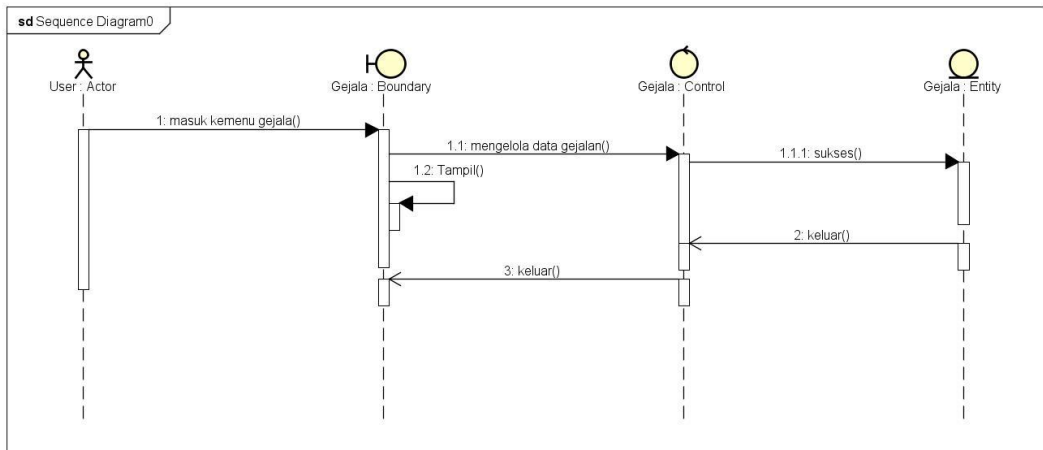 sd Sequence Diagram0
User : Actor
Gejala : Boundary
Gejala : Control
Gejala : Entity
1: masuk kemenu gejala()
1.1: mengelola data gejalan()
1.1.1: sukses()
1.2: Tampil()
2: keluar()
3: keluar()